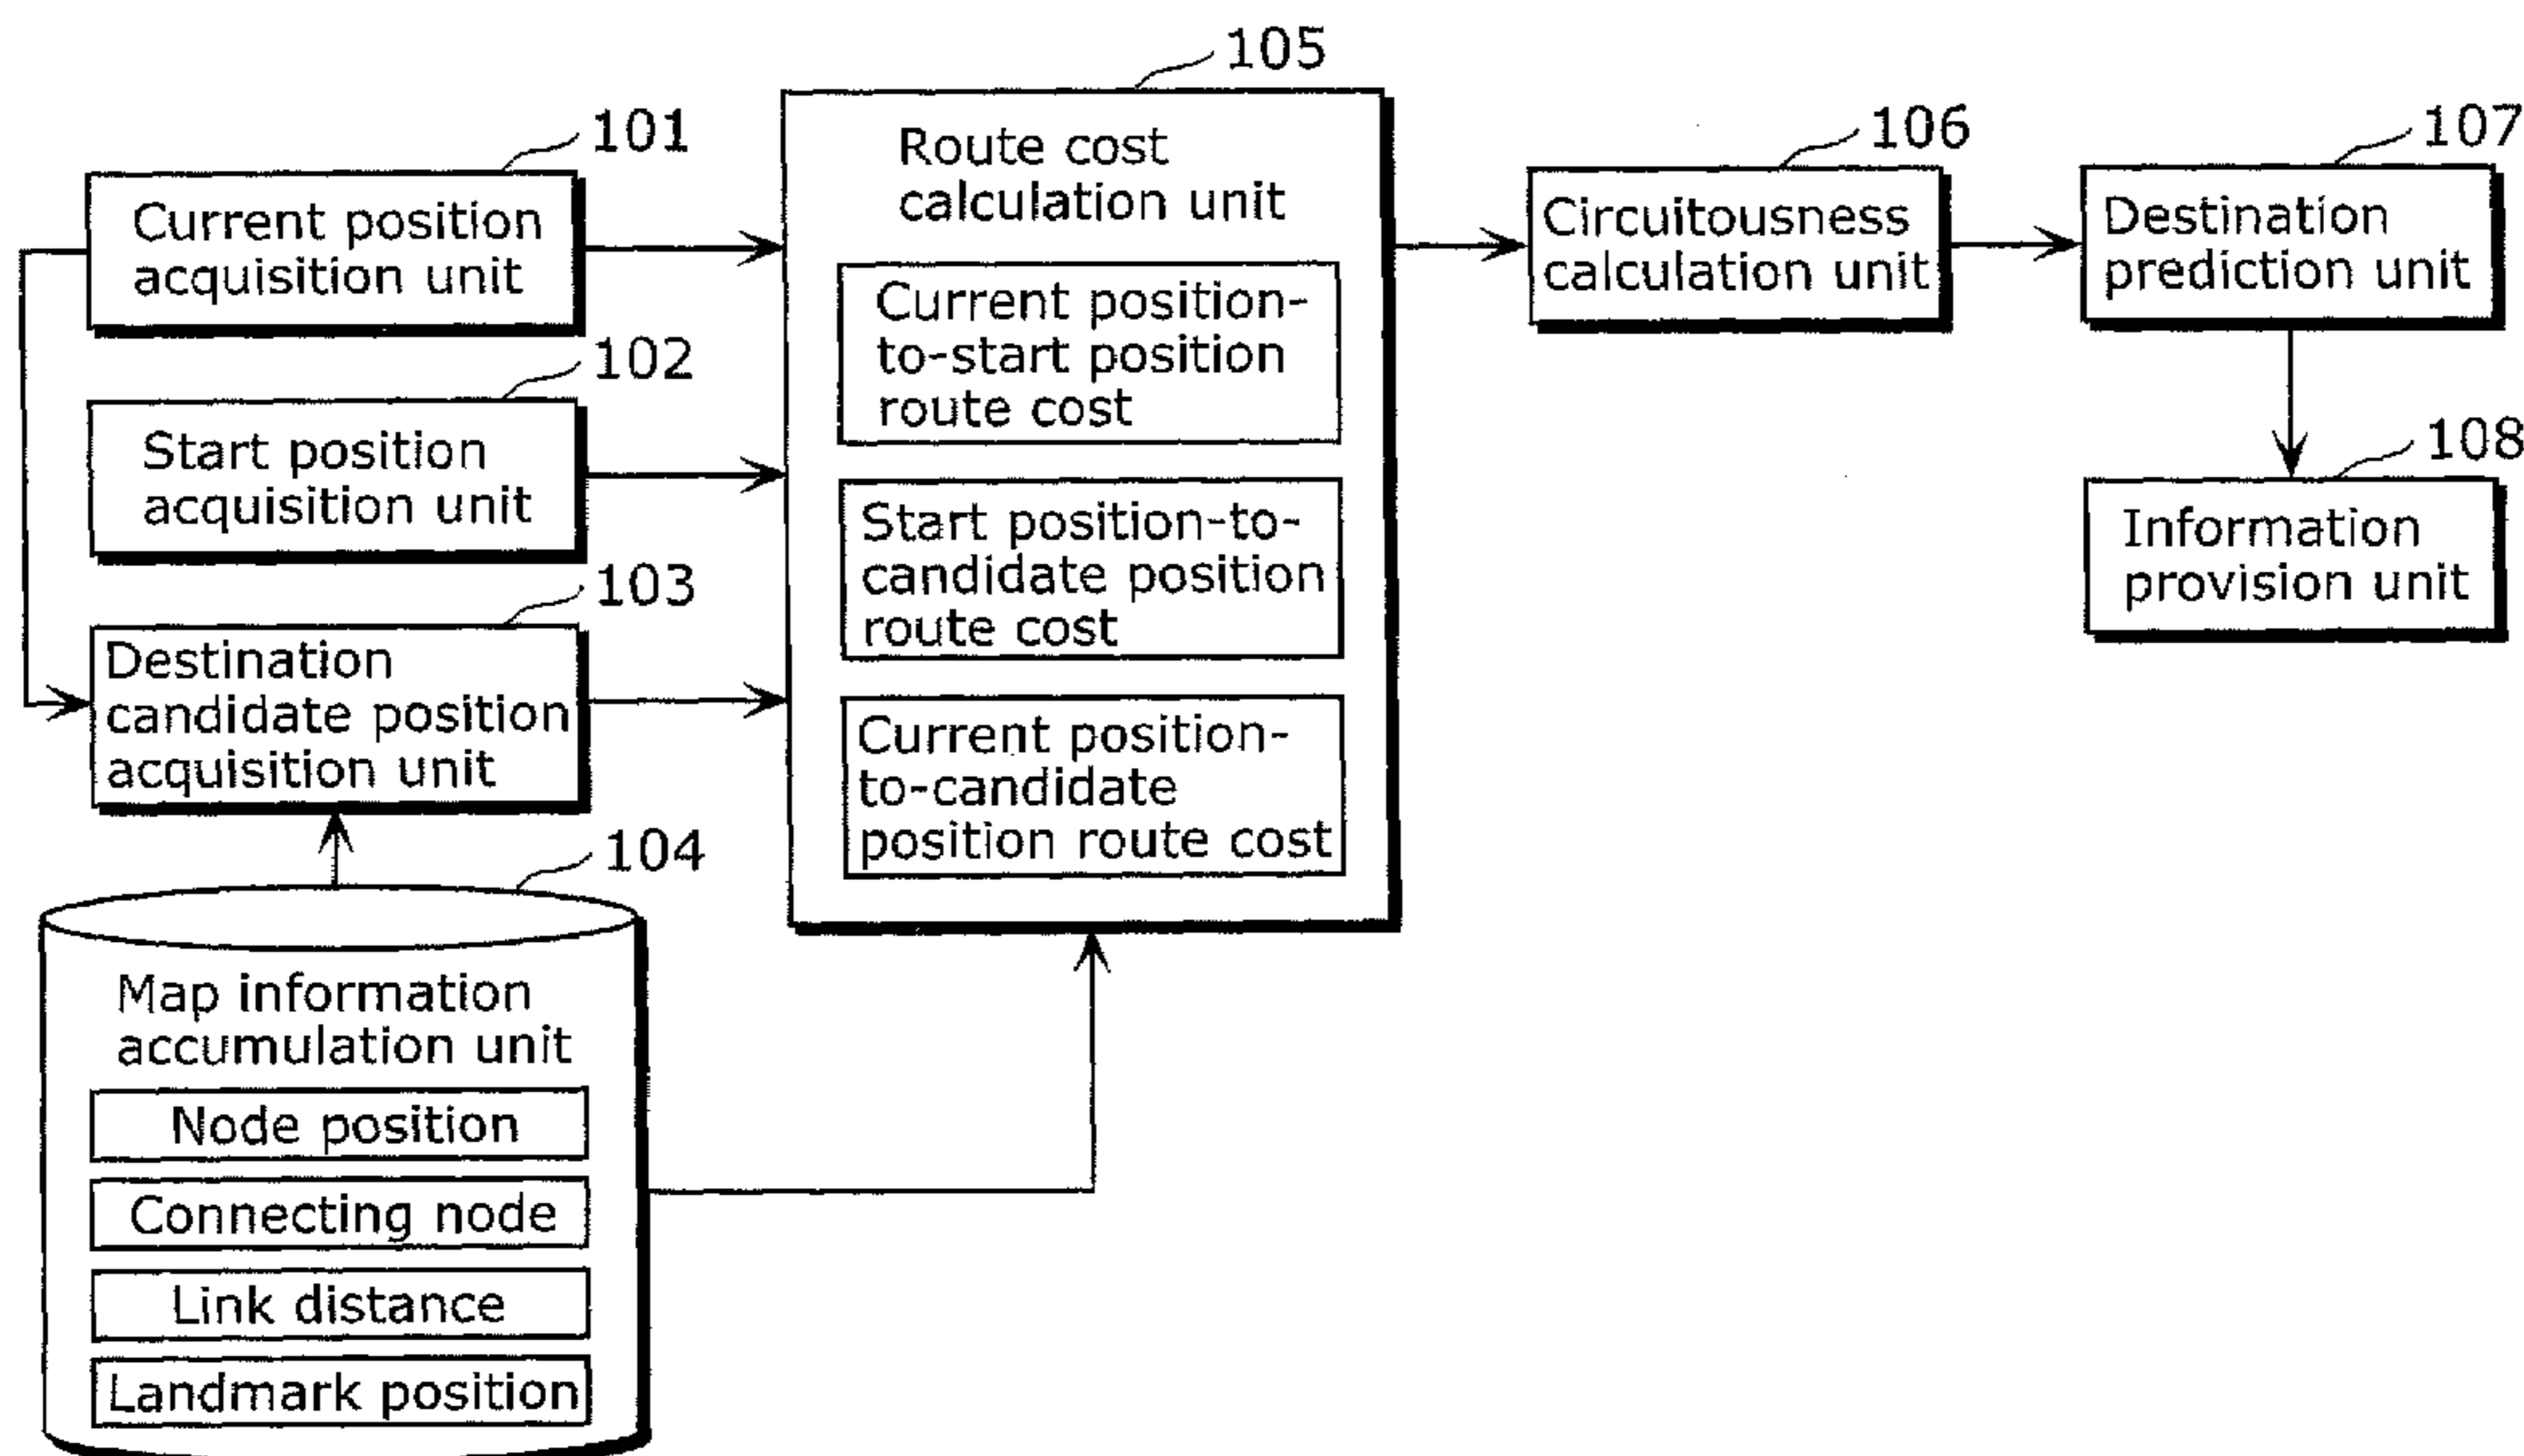 101
Current position
acquisition unit
102
Start position
acquisition unit
103
Destination
candidate position
acquisition unit
104
Map information
accumulation unit
Node position
Connecting node
Link distance
Landmark position
105
Route cost
calculation unit
Current position-
to-start position
route cost
Start position-to-
candidate position
route cost
Current position-
to-candidate
position route cost
106
Circuitousness
calculation unit
107
Destination
prediction unit
108
Information
provision unit